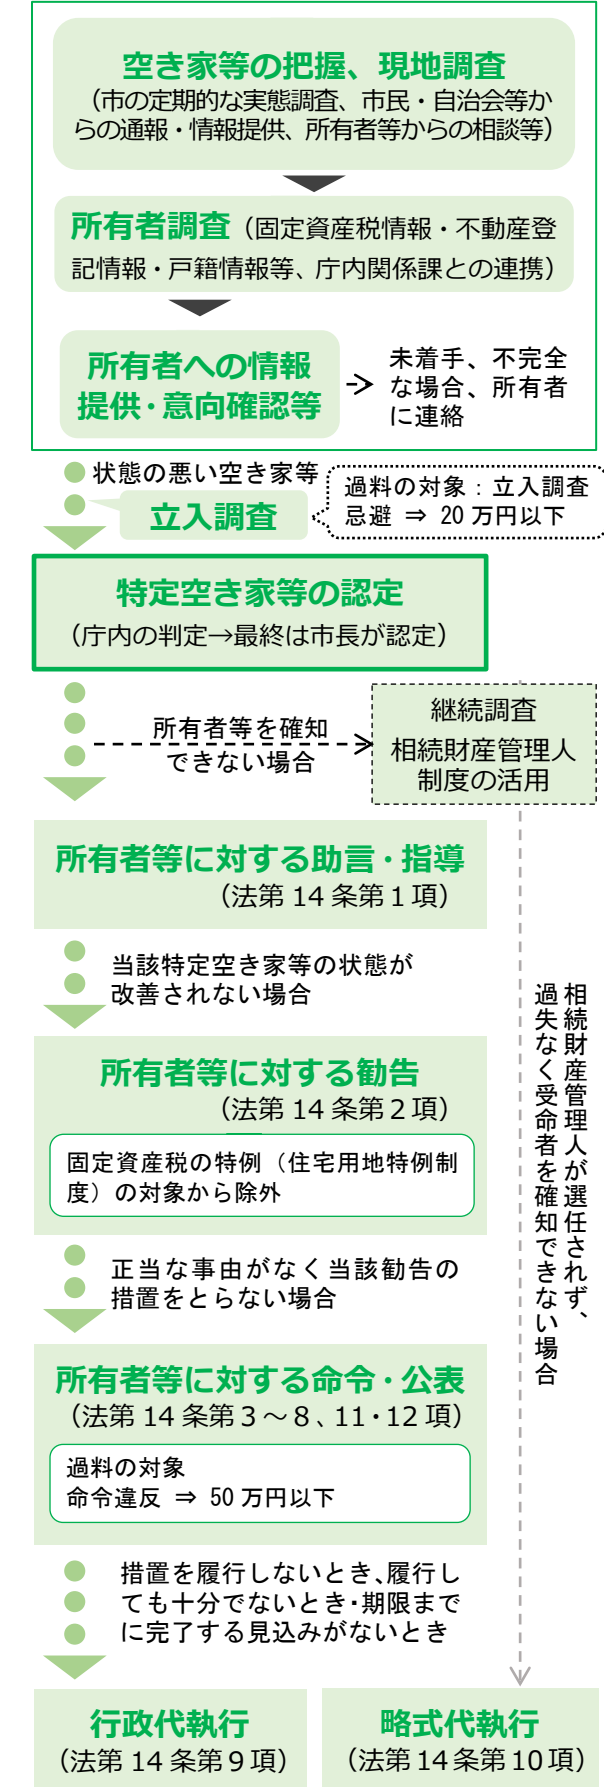 空き家等の把握、現地調査
（市の定期的な実態調査、市民・自治会等か
らの通報・情報提供、所有者等からの相談等）
所有者調査（固定資産税情報・不動産登
記情報・戸籍情報等、庁内関係課との連携）
所有者への情報
提供・意向確認等
未着手、不完全
な場合、所有者
に連絡
状態の悪い空き家等
立入調査
過料の対象：立入調査
忌避 ⇒ 20万円以下
特定空き家等の認定
（庁内の判定→最終は市長が認定）
所有者等を確知
できない場合
継続調査
相続財産管理人
制度の活用
所有者等に対する助言・指導
（法第14条第1項）
当該特定空き家等の状態が
改善されない場合
所有者等に対する勧告
（法第14条第2項）
固定資産税の特例（住宅用地特例制
度）の対象から除外
正当な事由がなく当該勧告の
措置をとらない場合
相続財産管理人が選任されず、
過失なく受命者を確知できない場合
所有者等に対する命令・公表
（法第14条第3～8、11・12項）
過料の対象
命令違反 ⇒ 50万円以下
措置を履行しないとき、履行し
ても十分でないとき・期限まで
に完了する見込みがないとき
行政代執行
（法第14条第9項）
略式代執行
（法第14条第10項）